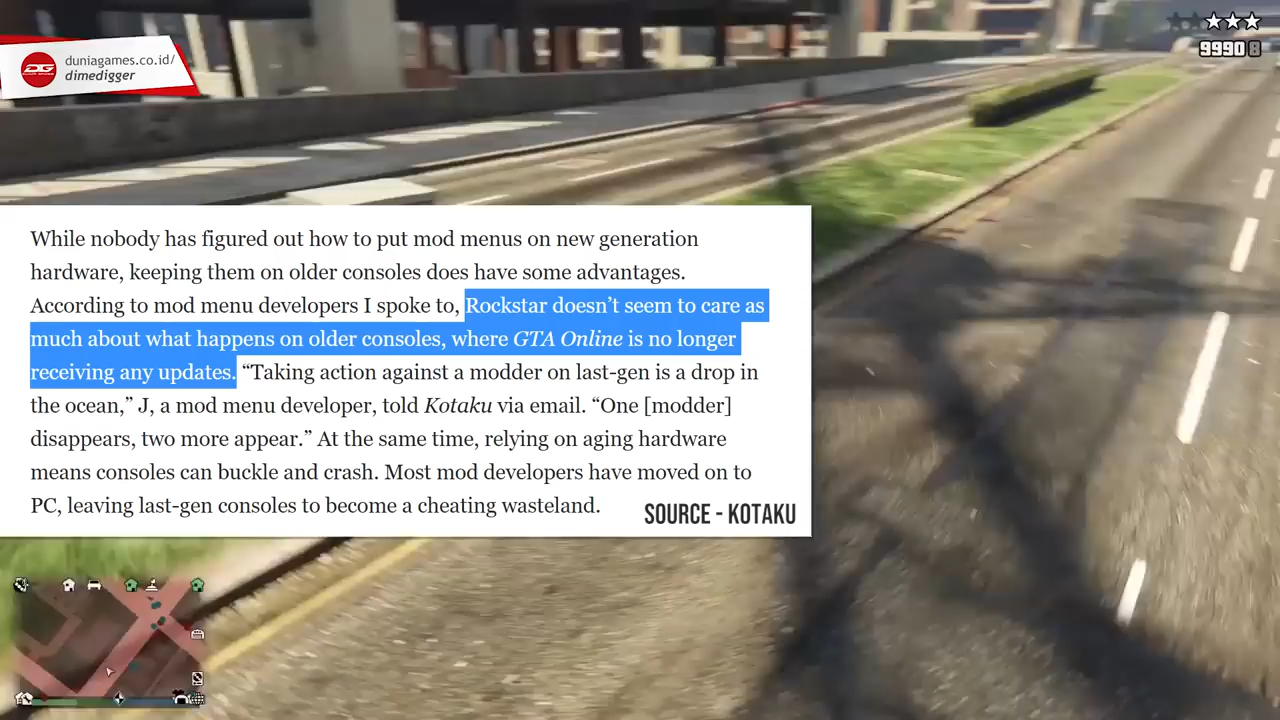 duniagames.co.id/
dimedigger
9990
While nobody has figured out how to put mod menus on new generation
hardware, keeping them on older consoles does have some advantages.
According to mod menu developers I spoke to, Rockstar doesn’t seem to care as
much about what happens on older consoles, where GTA Online is no longer
receiving any updates. “Taking action against a modder on last-gen is a drop in
the ocean,” J, a mod menu developer, told Kotaku via email. “One [modder]
disappears, two more appear.” At the same time, relying on aging hardware
means consoles can buckle and crash. Most mod developers have moved on to
PC, leaving last-gen consoles to become a cheating wasteland.
SOURCE - KOTAKU